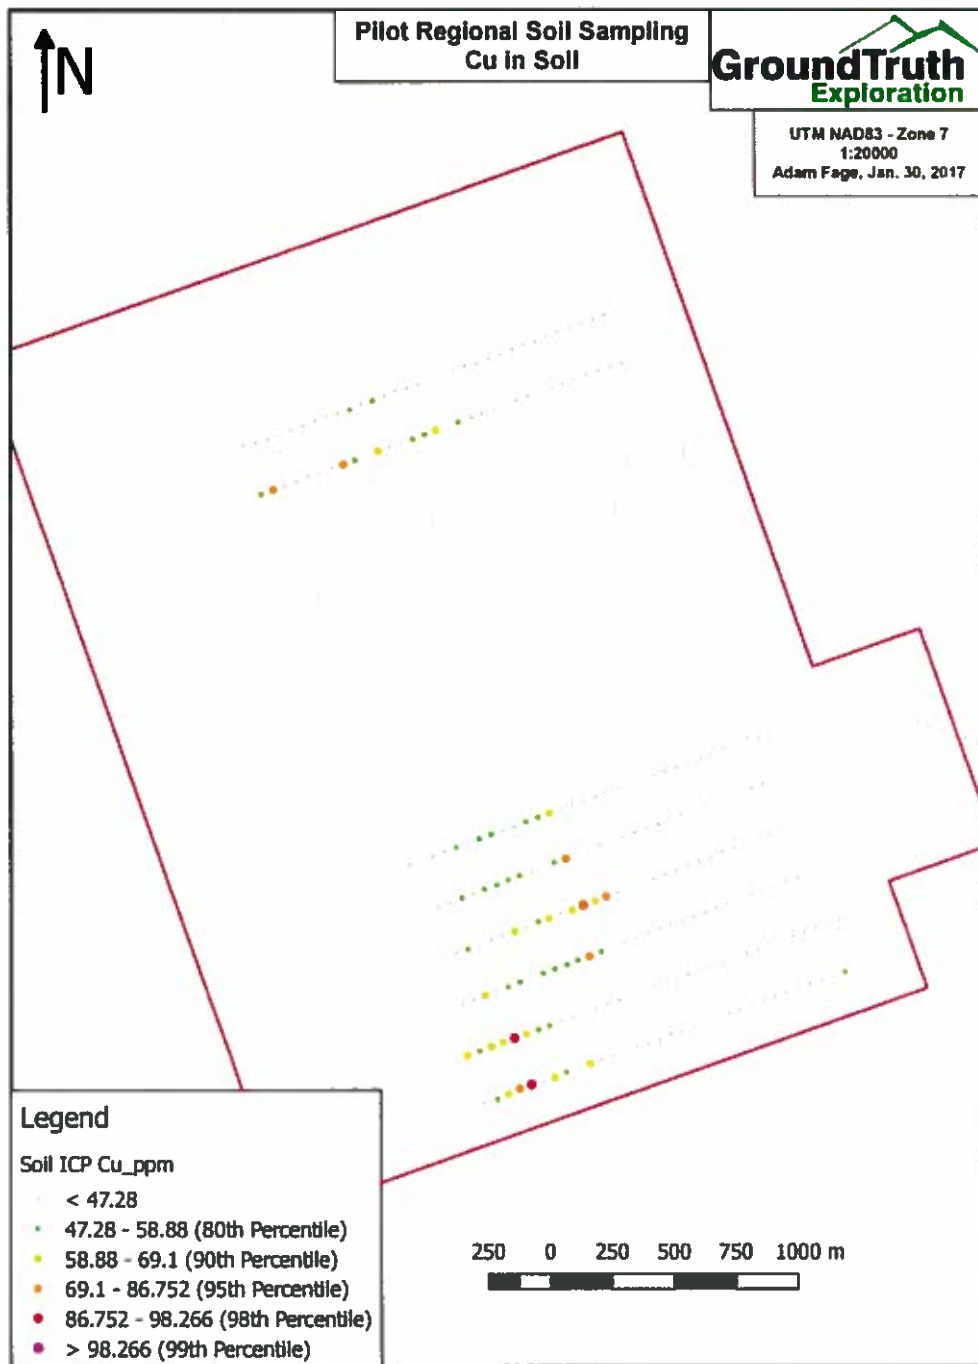 N
Pilot Regional Soil Sampling
Cu in Soil
GroundTruth
Exploration
UTM NAD83 - Zone 7
1:20000
Adam Fage, Jan. 30, 2017
Legend
Soil ICP Cu_ppm
< 47.28
47.28 - 58.88 (80th Percentile)
58.88 - 69.1 (90th Percentile)
69.1 - 86.752 (95th Percentile)
86.752 - 98.266 (98th Percentile)
> 98.266 (99th Percentile)
250 0 250 500 750 1000 m